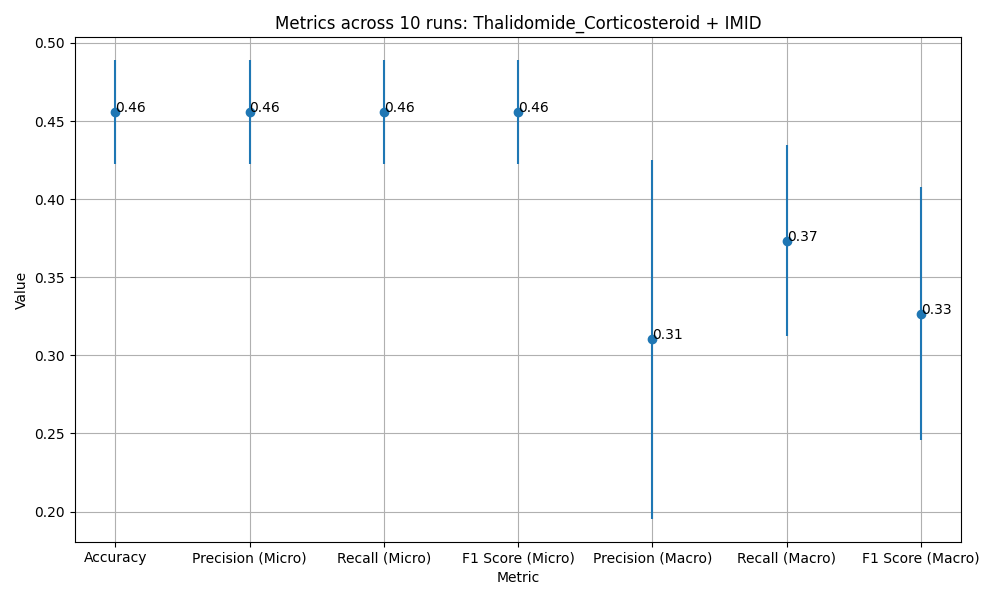 Metrics across 10 runs: Thalidomide_Corticosteroid + IMID
0.50
0.45
0.40
0.35
0.30
0.25
0.20
Value
0.46
0.46
0.46
0.46
0.31
0.37
0.33
Accuracy
Precision (Micro)
Recall (Micro)
F1 Score (Micro)
Precision (Macro)
Recall (Macro)
F1 Score (Macro)
Metric